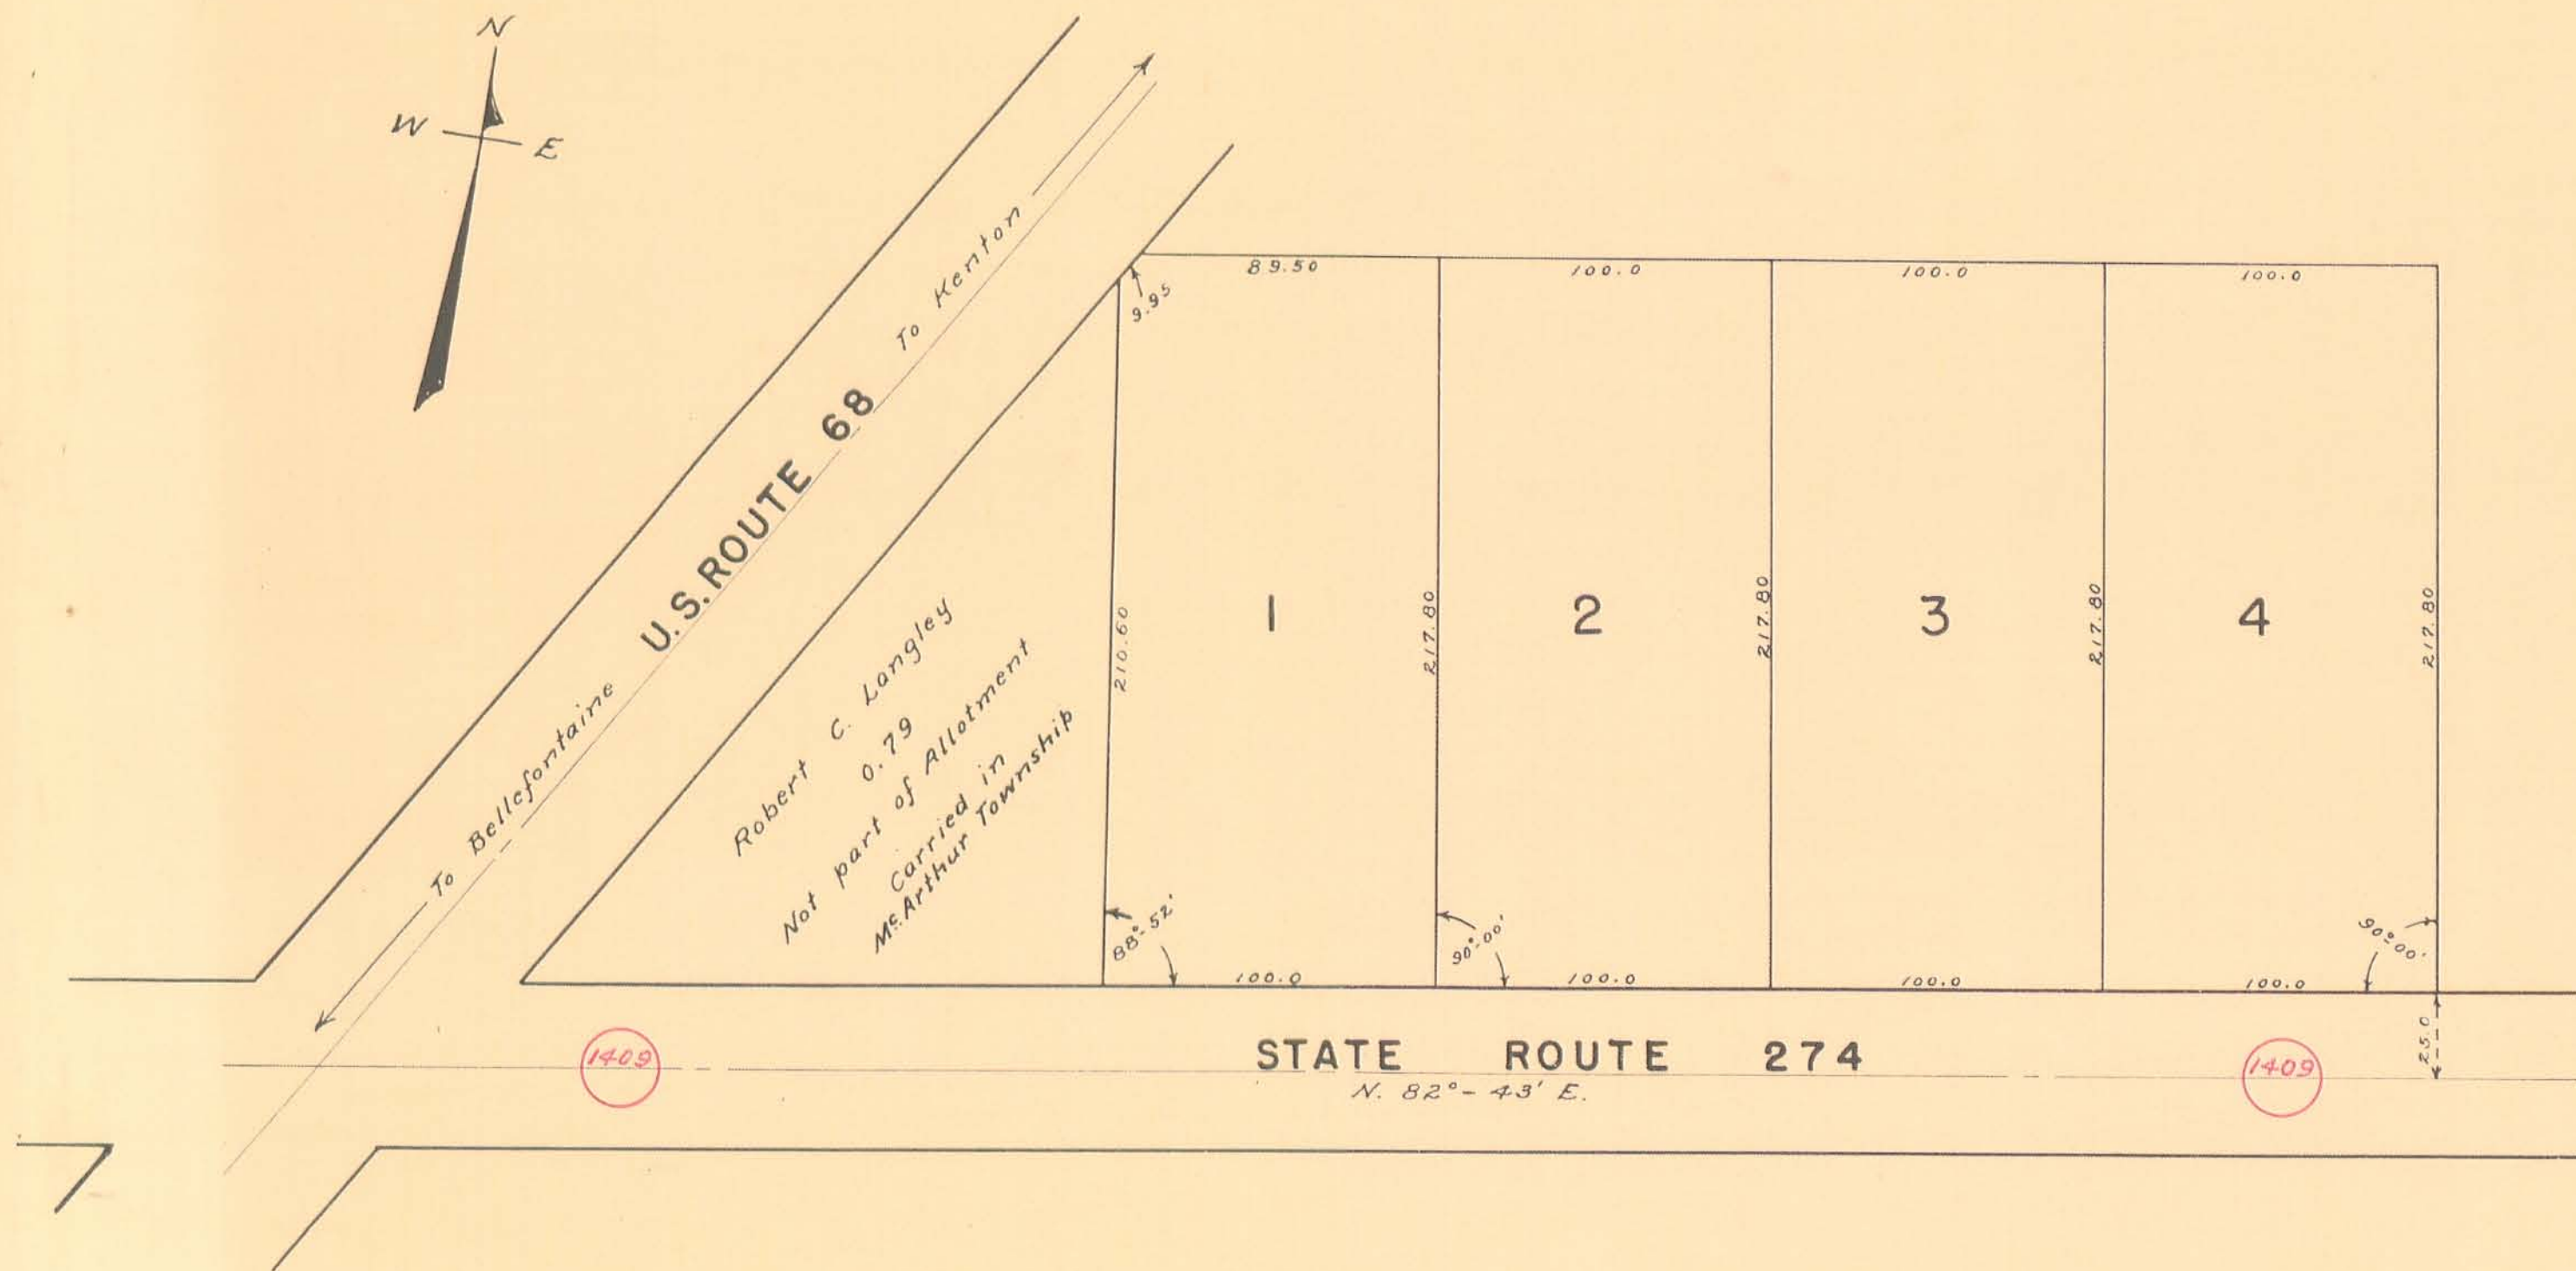 N
W
E
To Kenton
U.S. ROUTE 68
To Bellefontaine
89.50
100.0
100.0
100.0
9.95
Robert C. Langley
0.79
Not part of Allotment
Carried in
Mc.Arthur Township
210.60
1
217.80
2
217.80
3
217.80
4
217.80
88°-52'
90°-00'
90°-00'
100.0
100.0
100.0
100.0
1409
STATE ROUTE 274
N. 82°-43' E.
1409
25.0